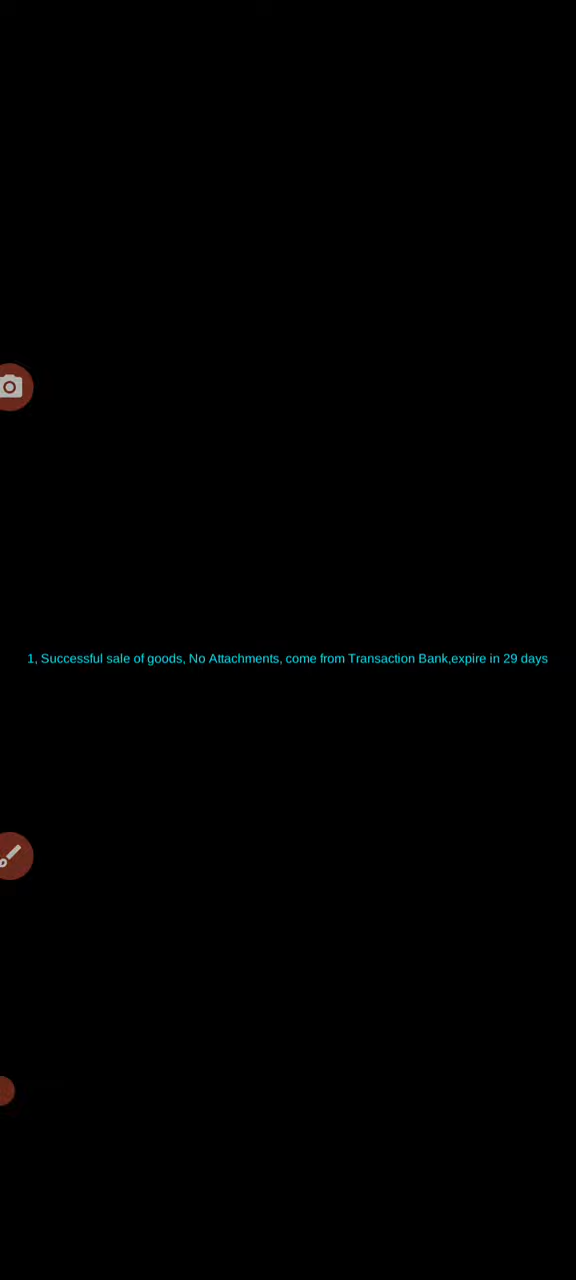 1, Successful sale of goods, No Attachments, come from Transaction Bank,expire in 29 days